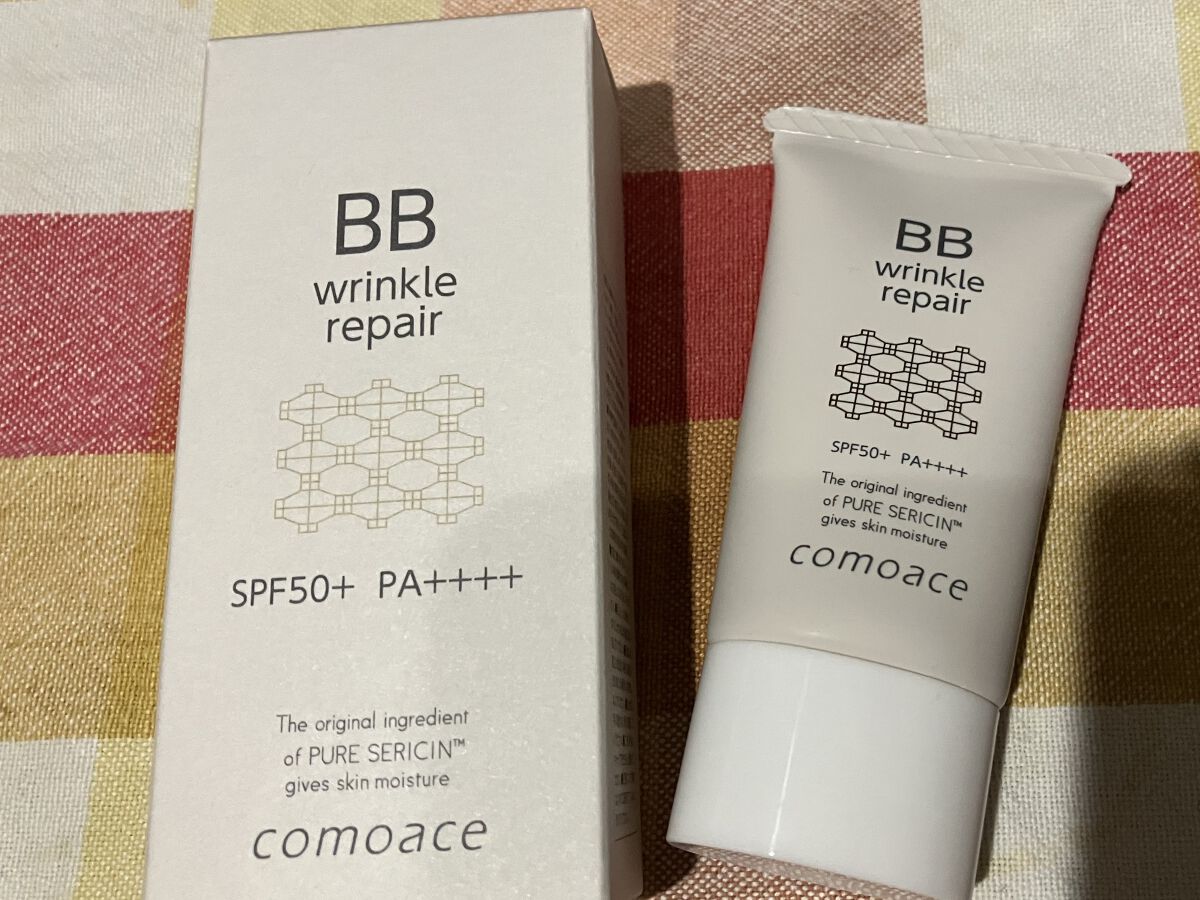 BB
wrinkle
repair
SPF50+ PA++++
The original ingredient
of PURE SERICIN™
gives skin moisture
comoace
BB
wrinkle
repair
SPF50+ PA++++
The original ingredient
of PURE SERICIN™
gives skin moisture
comoace